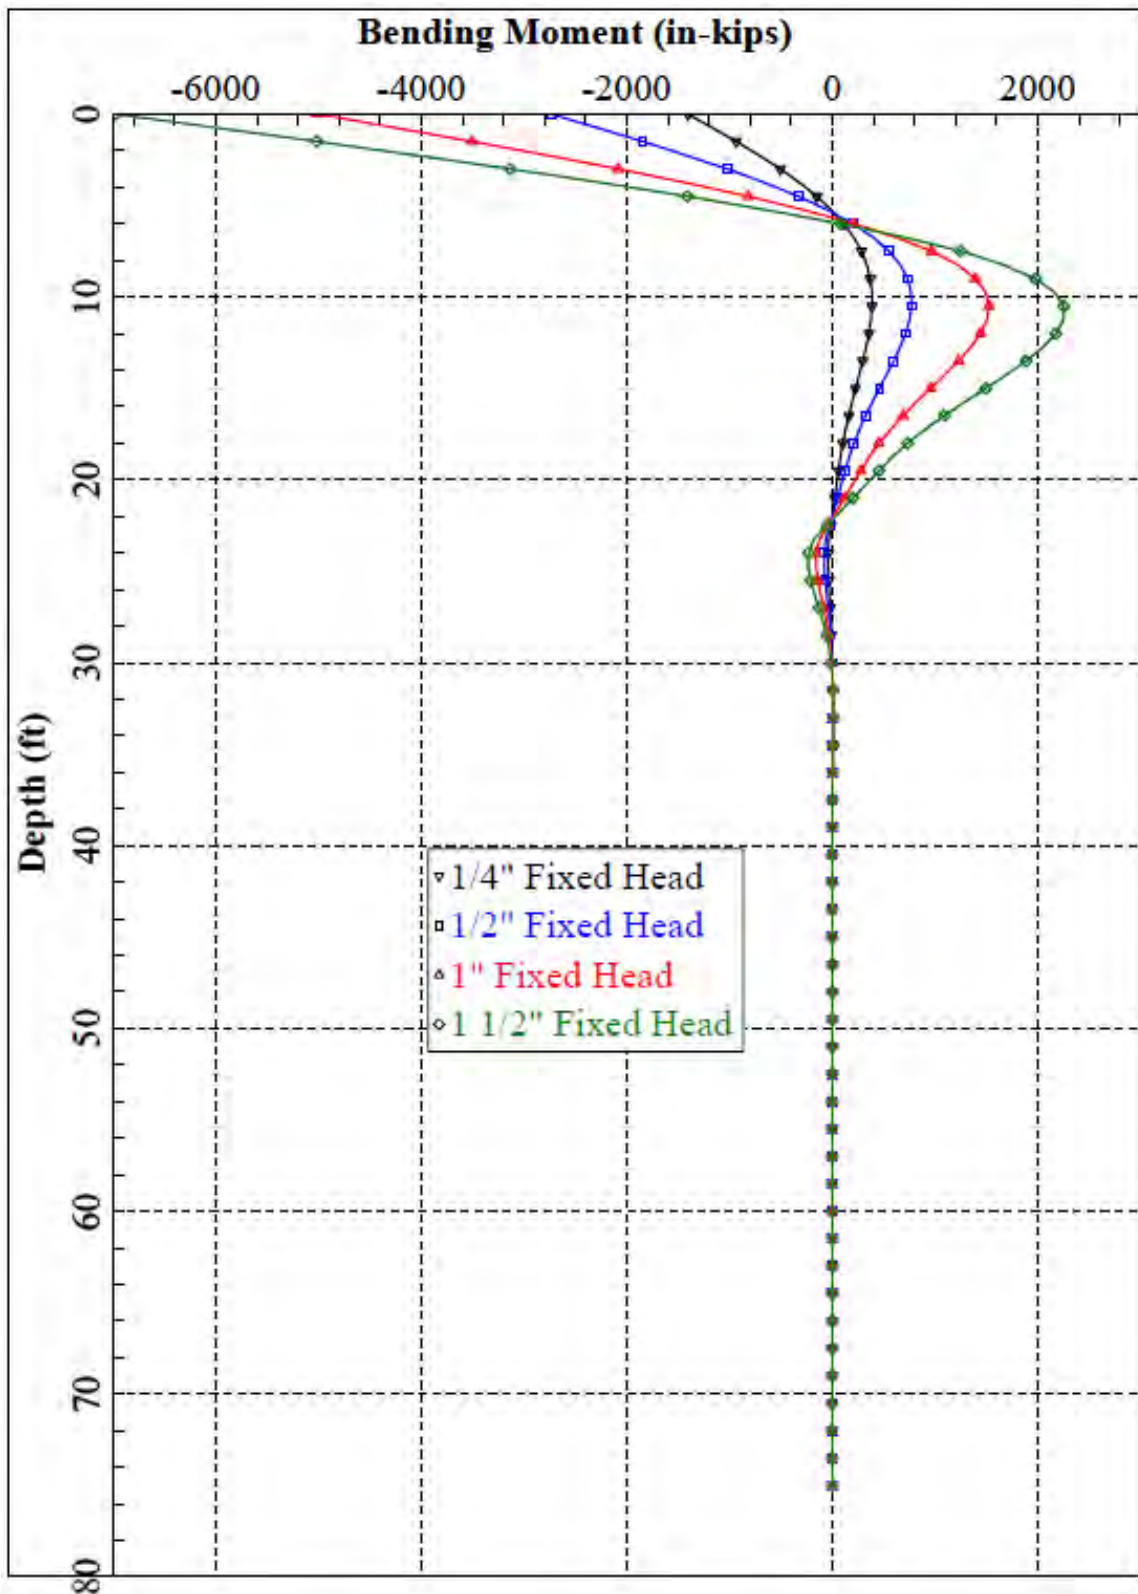 Bending Moment (in-kips)
-6000 -4000 -2000 0 2000
0
10
20
30
40
50
60
70
80
Depth (ft)
1/4" Fixed Head
1/2" Fixed Head
1" Fixed Head
1 1/2" Fixed Head